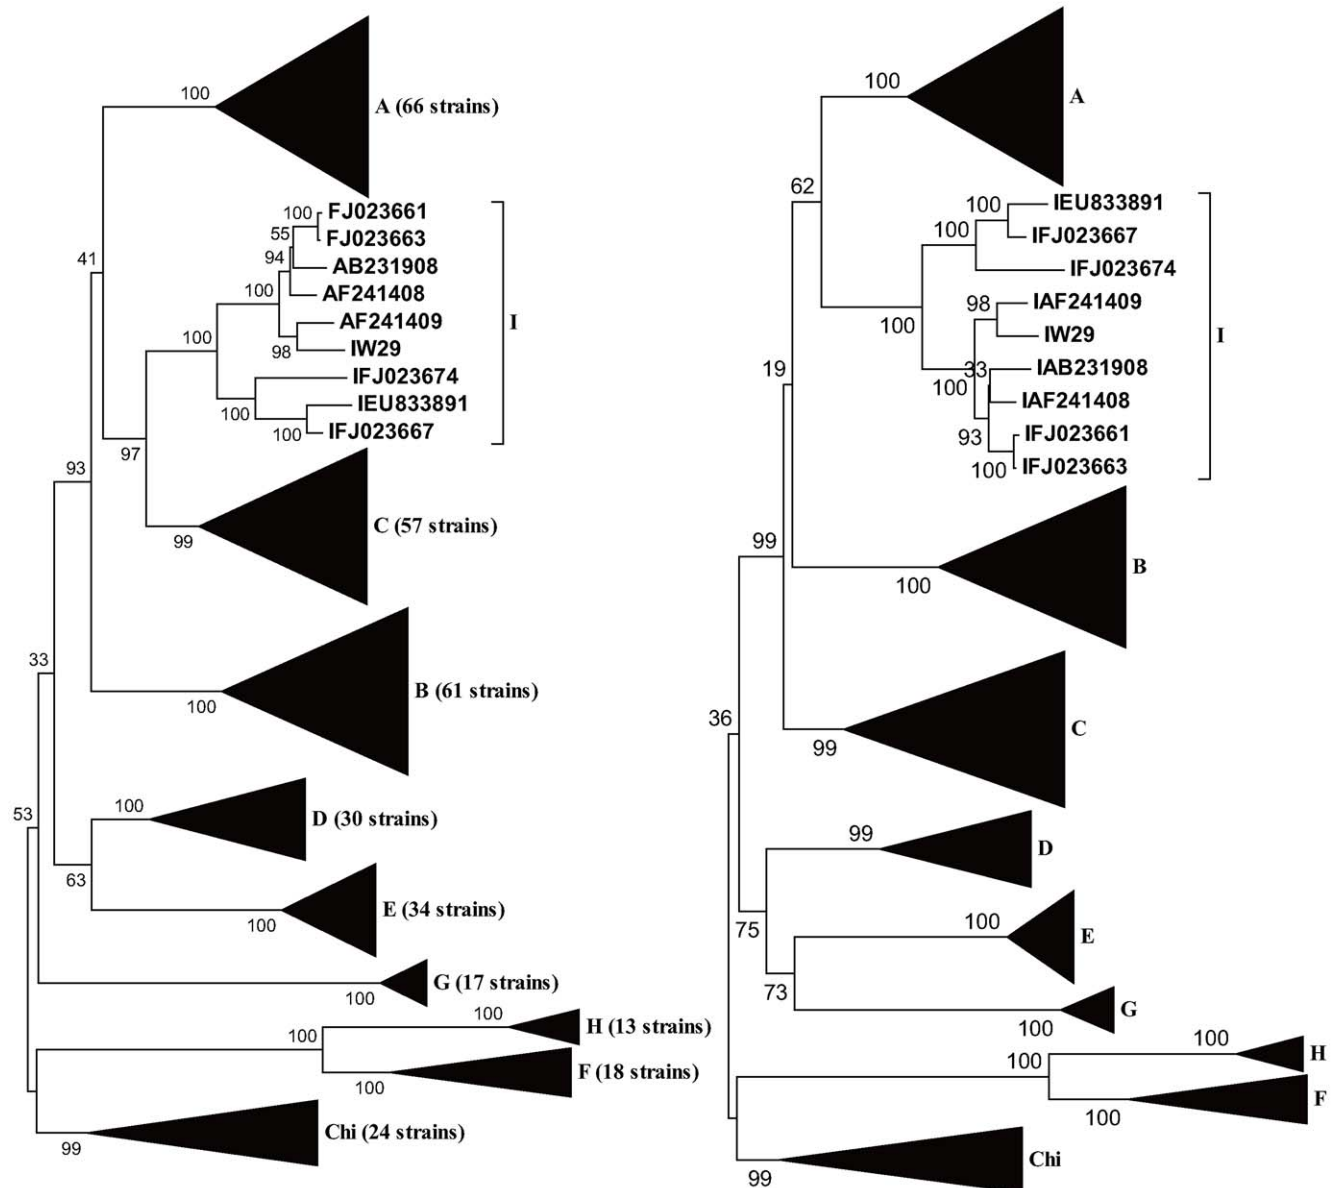 100
A (66 strains)
100
FJ023661
55
FJ023663
94
AB231908
41
100
AF241408
AF241409
I
100
98
IW29
IFJ023674
100
IEU833891
97
100
IFJ023667
93
99
C (57 strains)
33
100
B (61 strains)
100
D (30 strains)
53
63
100
E (34 strains)
100
G (17 strains)
100
100
H (13 strains)
100
F (18 strains)
99
Chi (24 strains)
100
A
62
100
IEU833891
100
IFJ023667
IFJ023674
98
IAF241409
100
IW29
I
19
33
IAB231908
100
IAF241408
93
IFJ023661
100
IFJ023663
99
100
B
36
99
C
99
D
75
100
E
73
100
G
100
100
H
100
F
99
Chi